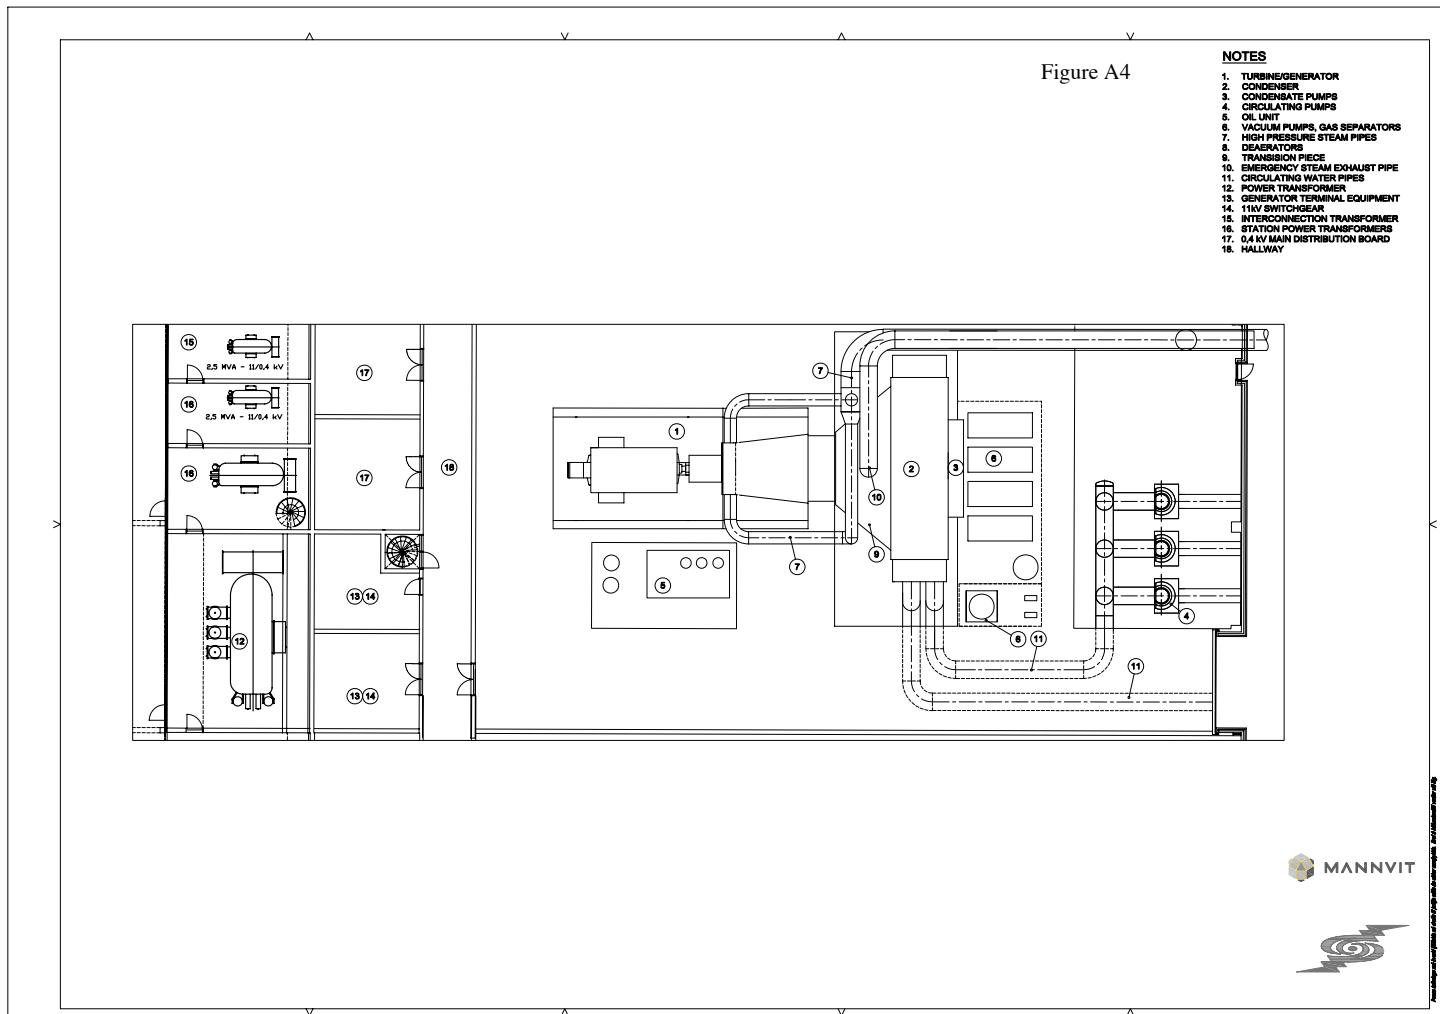 Figure A4
NOTES
1. TURBINE/GENERATOR
2. CONDENSER
3. CONDENSATE PUMPS
4. CIRCULATING PUMPS
5. OIL UNIT
6. VACUUM PUMPS, GAS SEPARATORS
7. HIGH PRESSURE STEAM PIPES
8. DEAERATORS
9. TRANSISION PIECE
10. EMERGENCY STEAM EXHAUST PIPE
11. CIRCULATING WATER PIPES
12. POWER TRANSFORMER
13. GENERATOR TERMINAL EQUIPMENT
14. 11kV SWITCHGEAR
15. INTERCONNECTION TRANSFORMER
16. STATION POWER TRANSFORMERS
17. 0,4 kV MAIN DISTRIBUTION BOARD
18. HALLWAY
15
2,5 MVA - 11/0,4 kV
17
7
16
2,5 MVA - 11/0,4 kV
1
16
17
18
2
3
6
10
9
7
5
13 14
4
12
6 11
11
13 14
MANNVIT